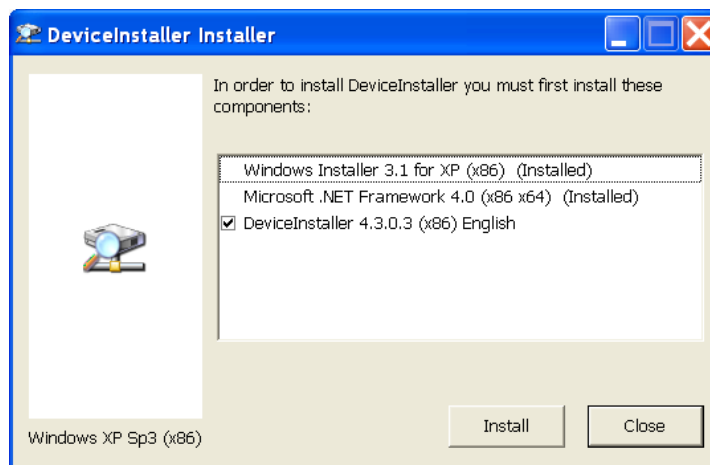 DeviceInstaller Installer
In order to install DeviceInstaller you must first install these
components:
Windows Installer 3.1 for XP (x86) (Installed)
Microsoft .NET Framework 4.0 (x86 x64) (Installed)
DeviceInstaller 4.3.0.3 (x86) English
Windows XP Sp3 (x86)
Install
Close